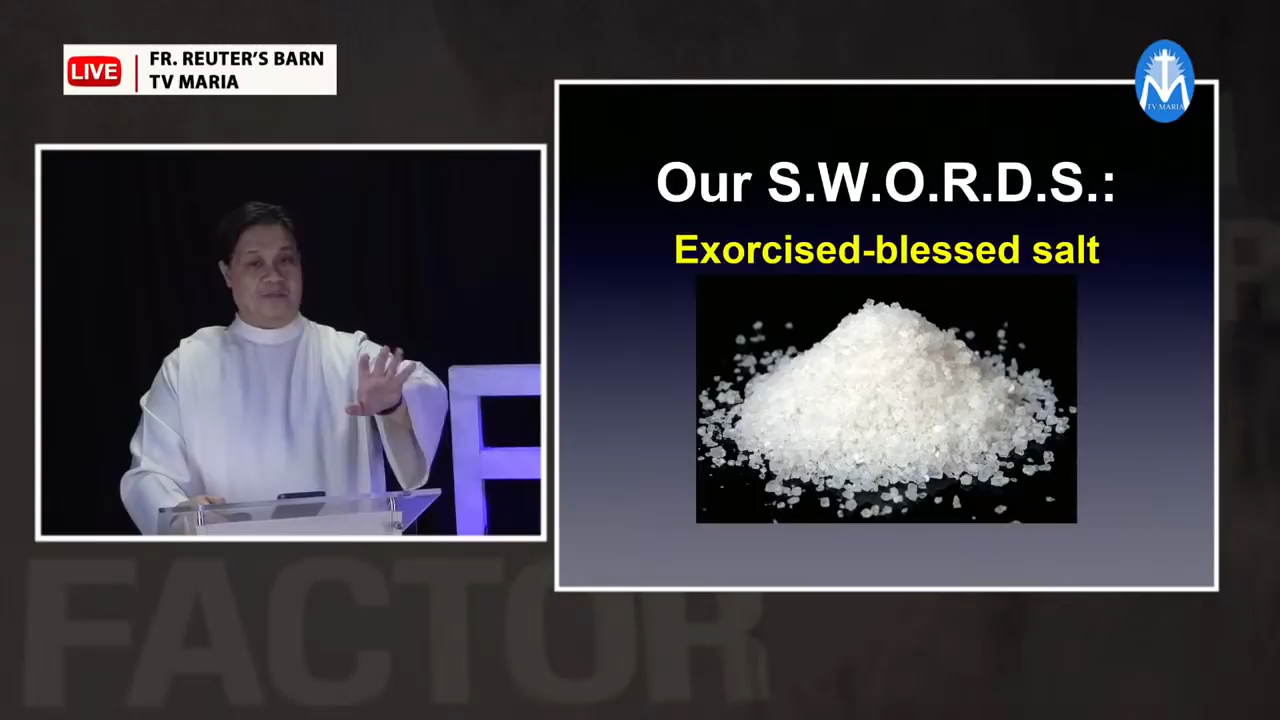 LIVE
FR. REUTER'S BARN
TV MARIA
TV MARIA
Our S.W.O.R.D.S.:
Exorcised-blessed salt
FACTOR